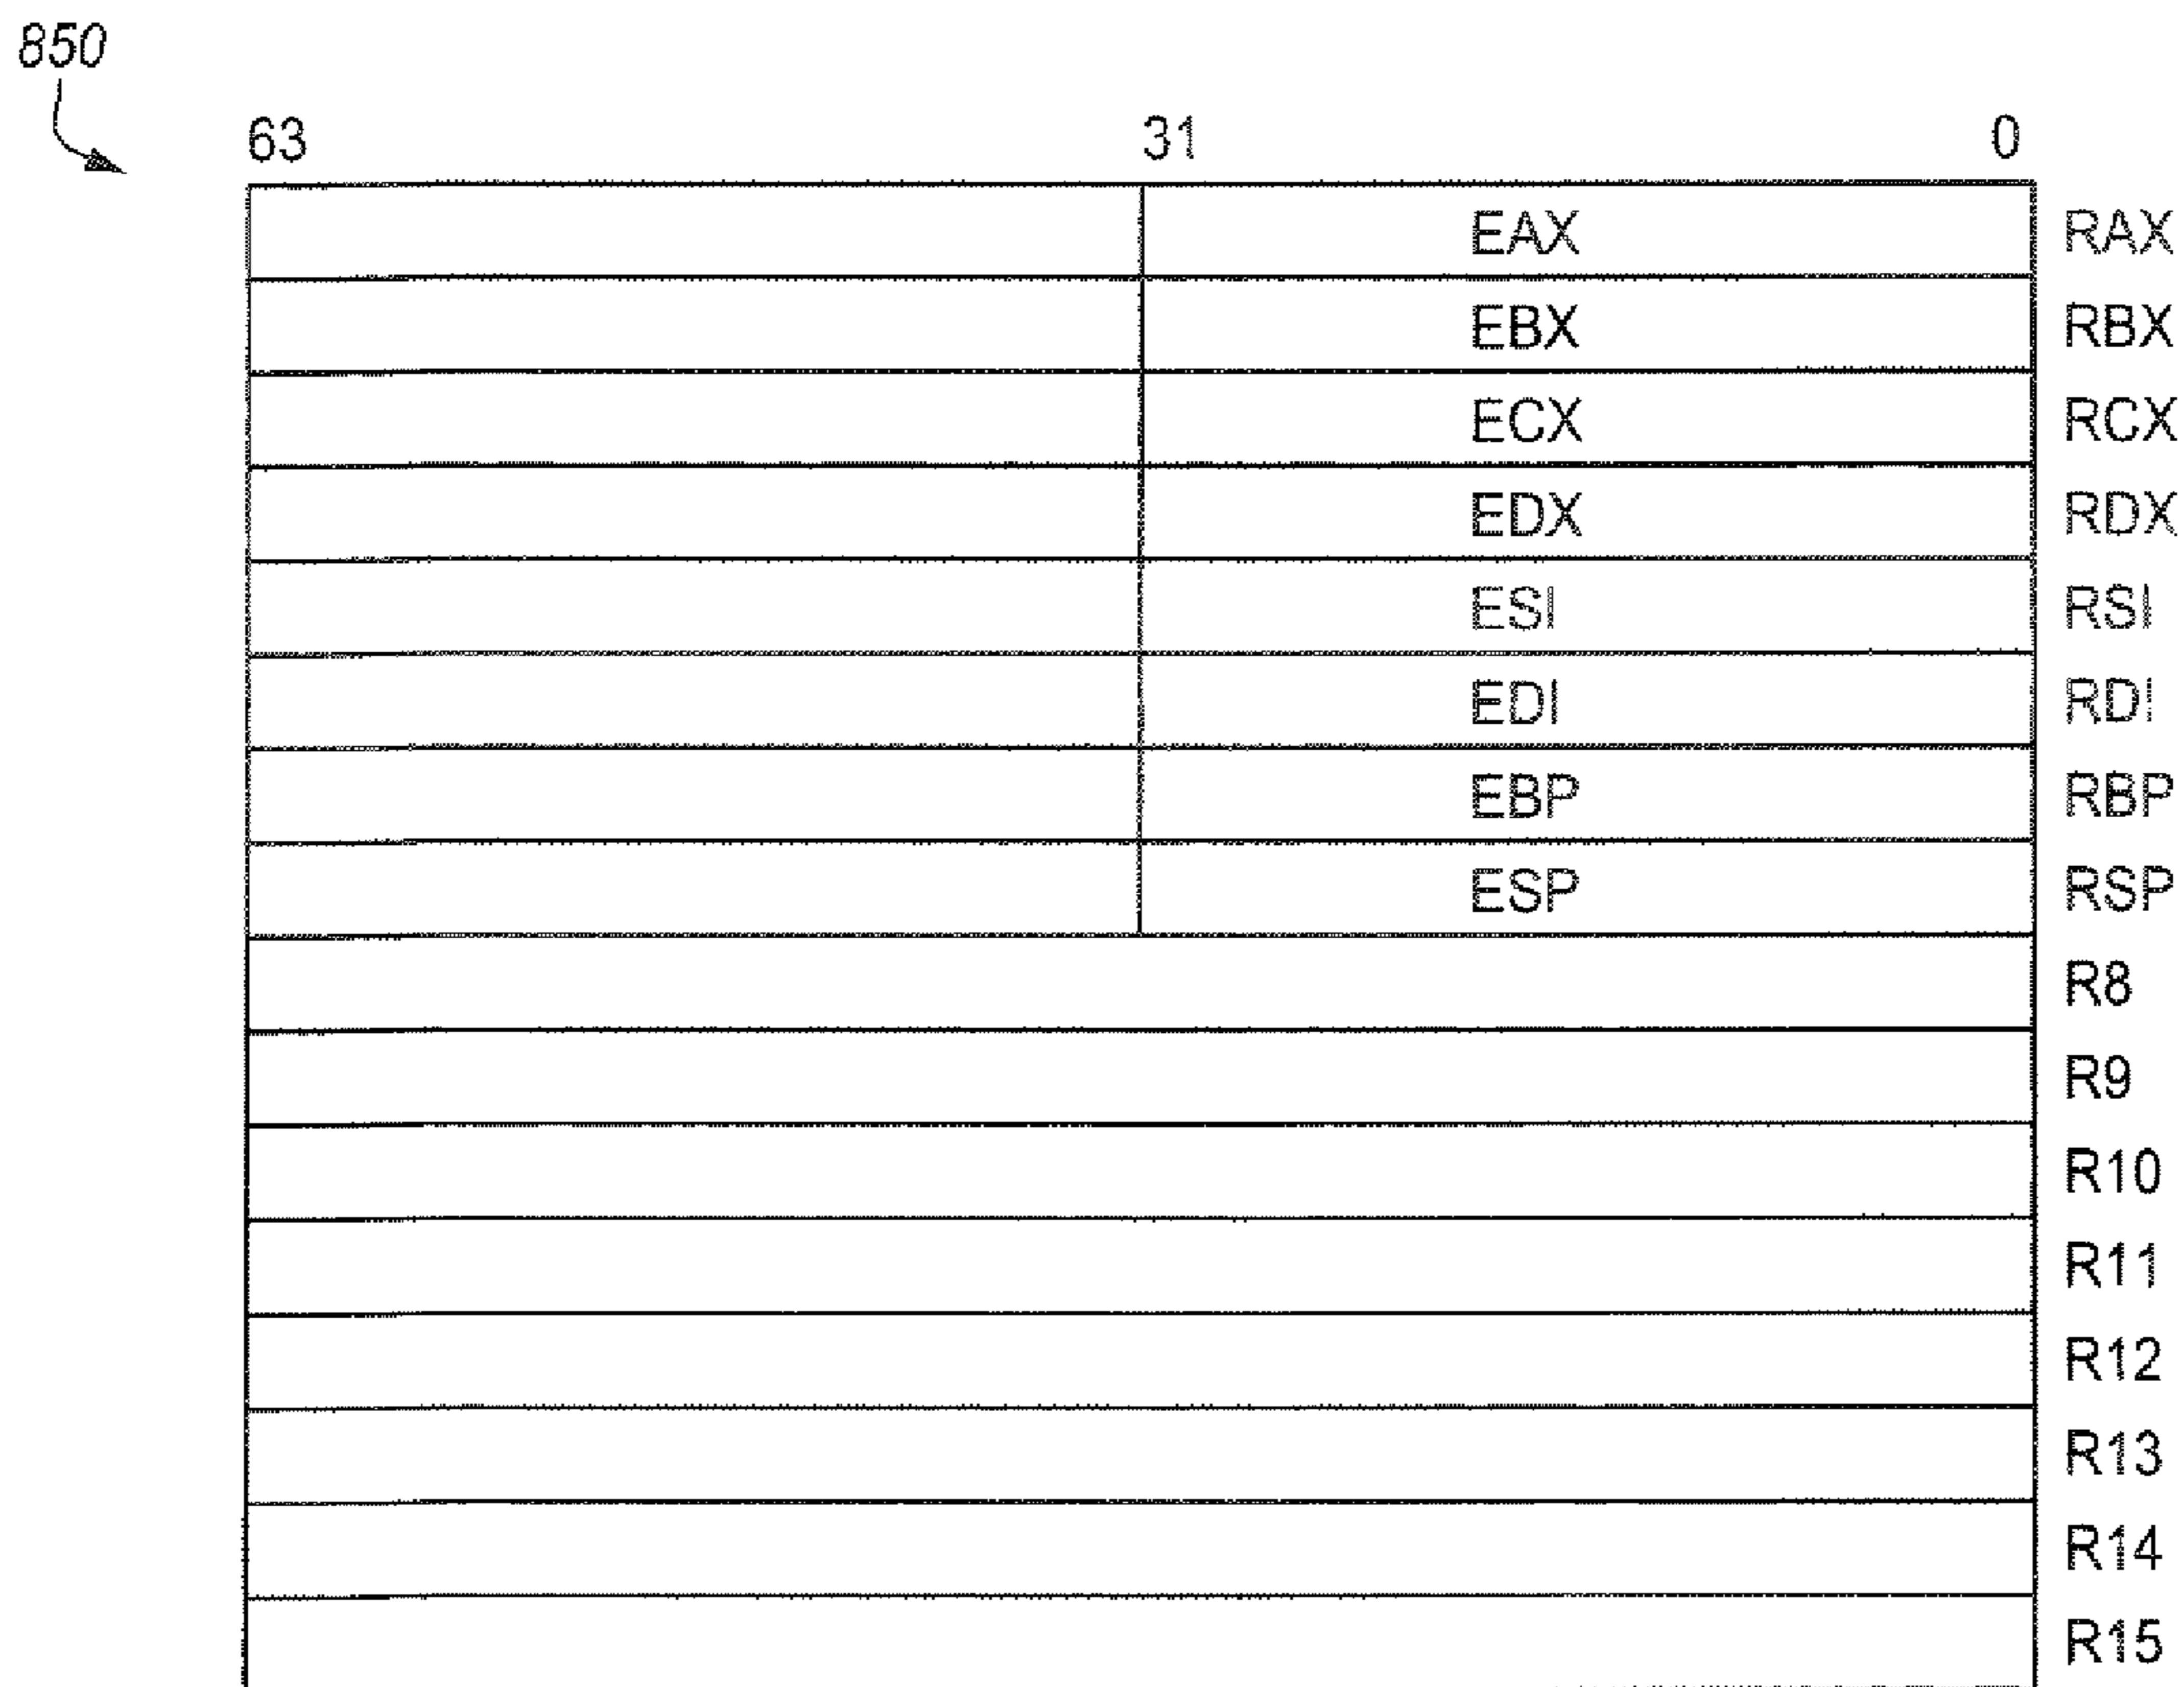 850
63 31 0
EAX RAX
EBX RBX
ECX RCX
EDX RDX
ESI RSI
EDI RDI
EBP RBP
ESP RSP
R8
R9
R10
R11
R12
R13
R14
R15